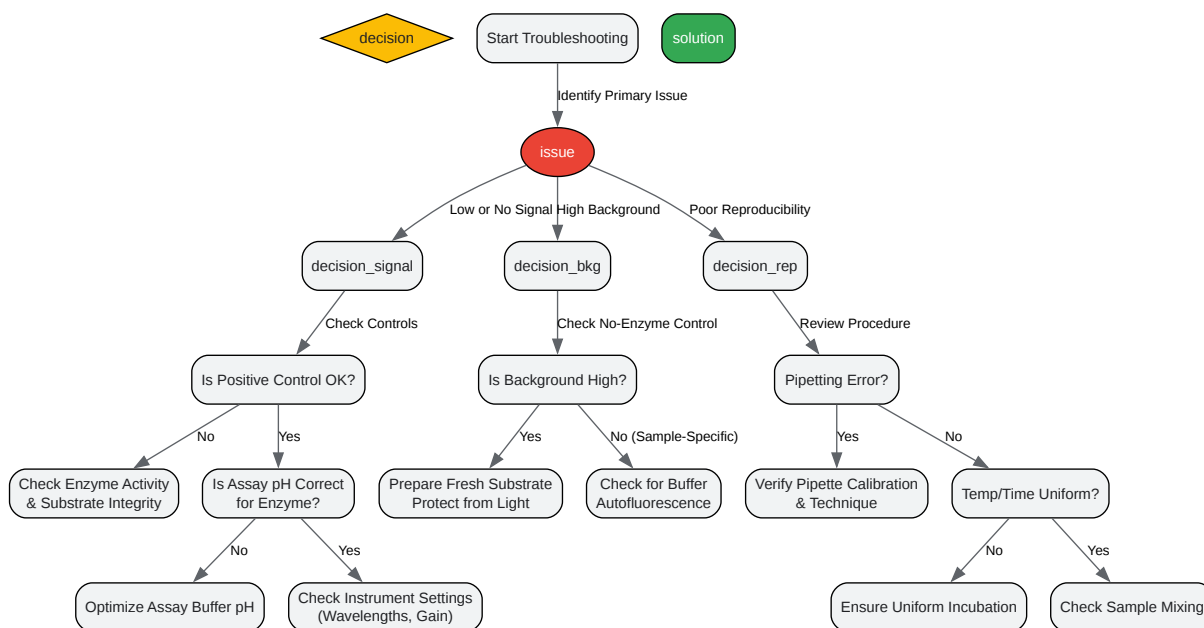 decision
Start Troubleshooting
solution
Identify Primary Issue
issue
Low or No Signal
High Background
Poor Reproducibility
decision_signal
decision_bkg
decision_rep
Check Controls
Check No-Enzyme Control
Review Procedure
Is Positive Control OK?
Is Background High?
Pipetting Error?
No
Yes
Yes
No (Sample-Specific)
Yes
No
Check Enzyme Activity
& Substrate Integrity
Is Assay pH Correct
for Enzyme?
Prepare Fresh Substrate
Protect from Light
Check for Buffer
Autofluorescence
Verify Pipette Calibration
& Technique
Temp/Time Uniform?
No
Yes
No
Yes
Optimize Assay Buffer pH
Check Instrument Settings
(Wavelengths, Gain)
Ensure Uniform Incubation
Check Sample Mixing